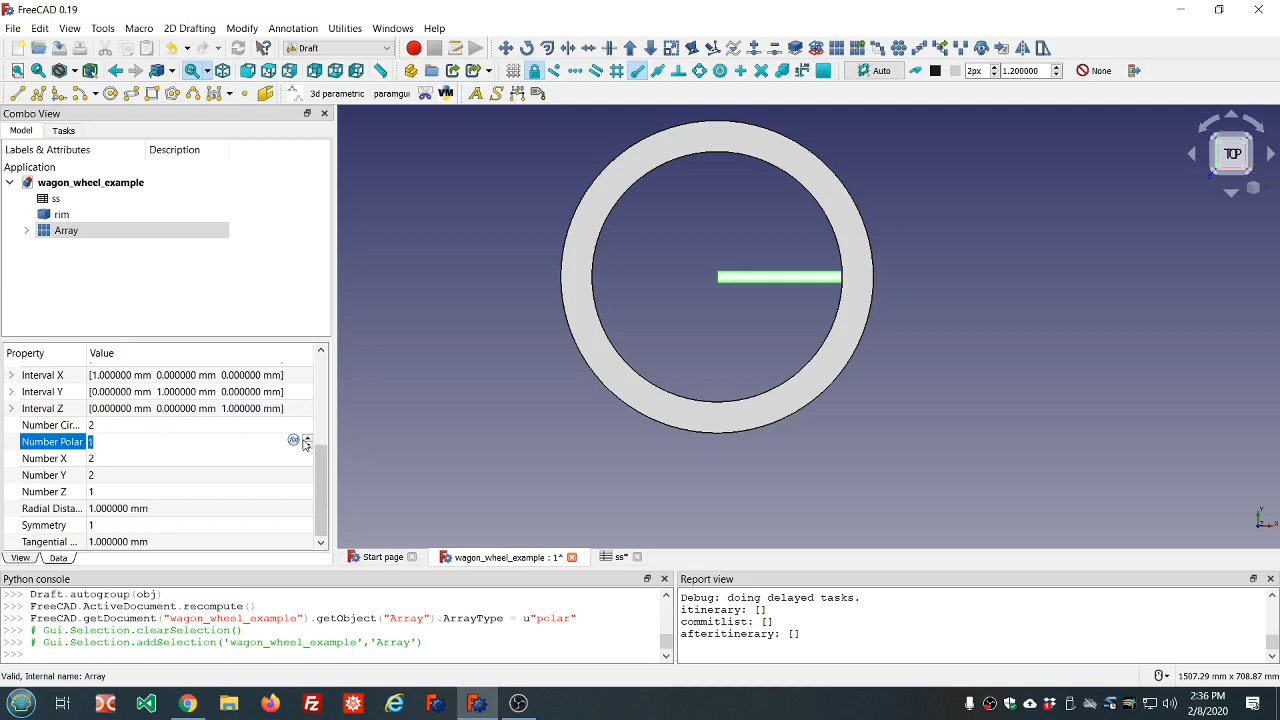 FreeCAD 0.19
File Edit View Tools Macros 2D Drafting Modify Annotation Utilities Windows Help
Draft
Auto 2px 1.200000 None
3d parametric paramgui VM
Combo View
Model Tasks
Labels & Attributes Description
Application
wagon_wheel_example
ss
rim
Array
TOP
Property Value
Interval X [1.000000 mm 0.000000 mm 0.000000 mm]
Interval Y [0.000000 mm 1.000000 mm 0.000000 mm]
Interval Z [0.000000 mm 0.000000 mm 1.000000 mm]
Number Cir... 2
Number Polar 1
Number X 2
Number Y 2
Number Z 1
Radial Dista... 1.000000 mm
Symmetry 1
Tangential ... 1.000000 mm
View Data
Start page wagon_wheel_example : 1* ss*
Python console
>>> Draft.autogroup(obj)
>>> FreeCAD.ActiveDocument.recompute()
>>> FreeCAD.getDocument("wagon_wheel_example").getObject("Array").ArrayType = u"polar"
>>> # Gui.Selection.clearSelection()
>>> # Gui.Selection.addSelection('wagon_wheel_example','Array')
>>>
Report view
Debug: doing delayed tasks.
itinerary: []
commitlist: []
afteritinerary: []
Valid, Internal name: Array
1507.29 mm x 708.87 mm
2:36 PM
2/8/2020